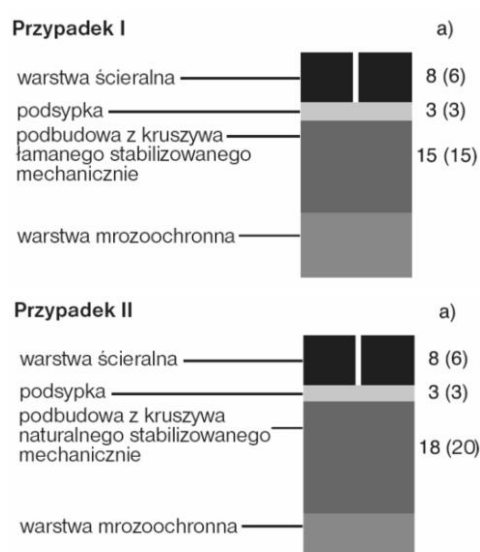 Przypadek I a)
warstwa ścieralna 8 (6)
podsypka 3 (3)
podbudowa z kruszywa
łamanego stabilizowanego 15 (15)
mechanicznie
warstwa mrozoochronna
Przypadek II a)
warstwa ścieralna 8 (6)
podsypka 3 (3)
podbudowa z kruszywa
naturalnego stabilizowanego 18 (20)
mechanicznie
warstwa mrozoochronna